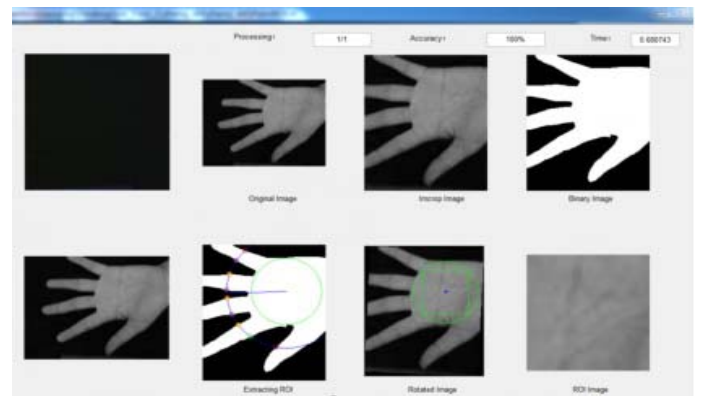 Processing: 1/1 Accuracy: 100% Time: 0.680743
Original Image
Imcrop Image
Binary Image
Extracting ROI
Rotated Image
ROI Image